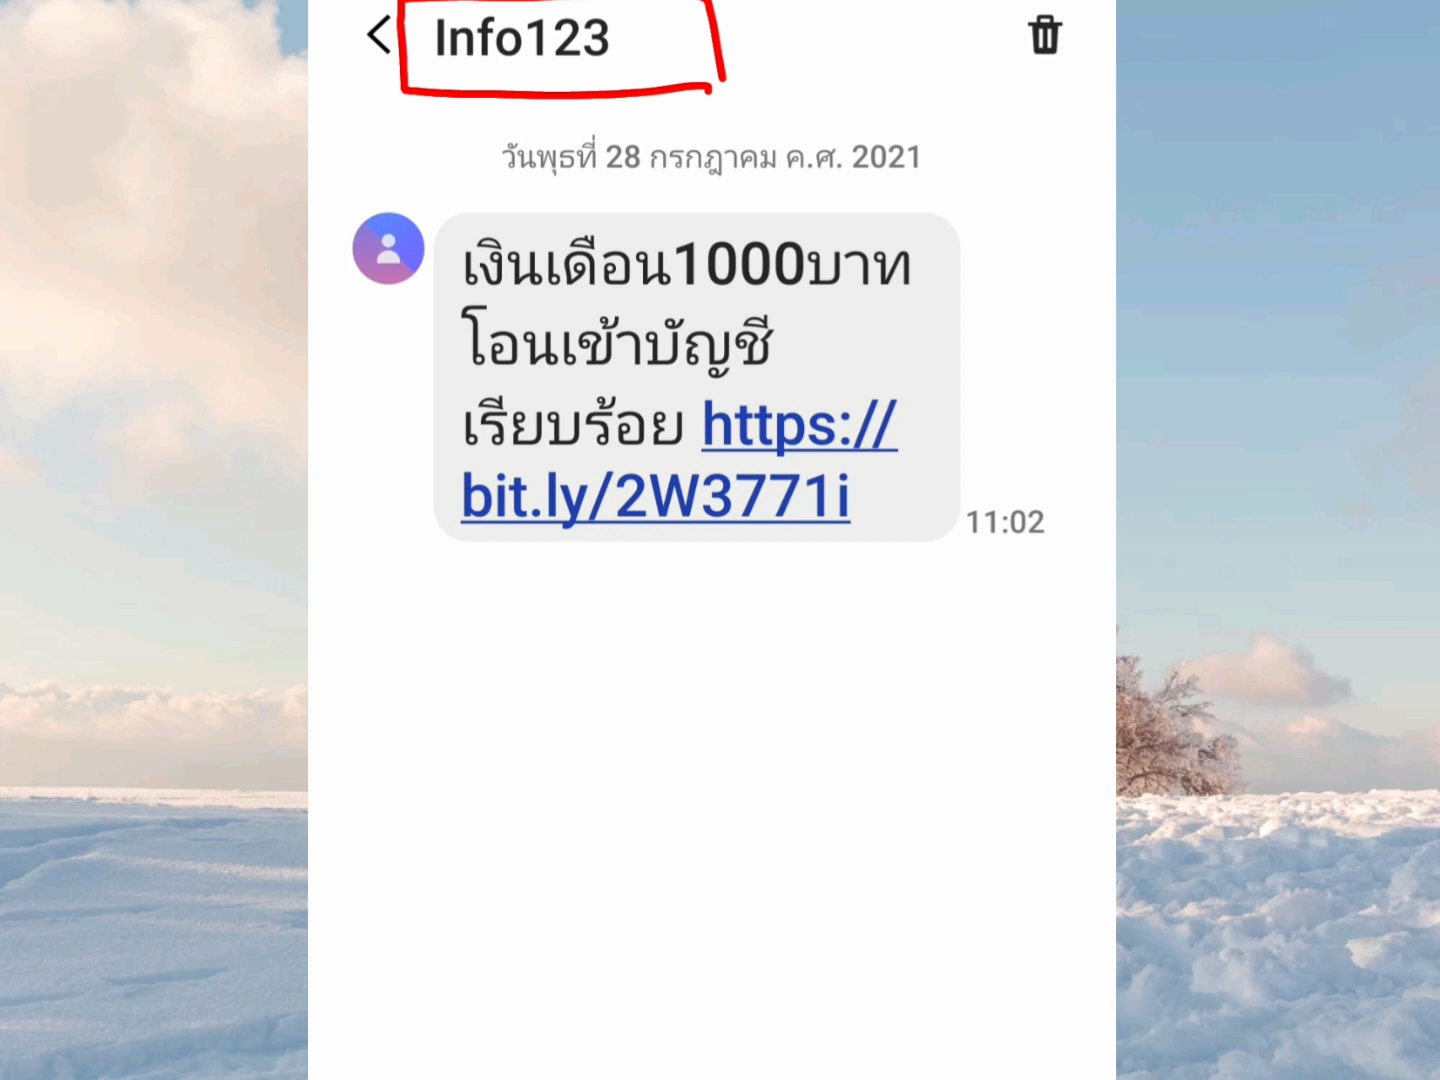 Info123
วันพุธที่ 28 กรกฎาคม ค.ศ. 2021
เงินเดือน1000บาท
โอนเข้าบัญชี
เรียบร้อย https://
bit.ly/2W3771i
11:02